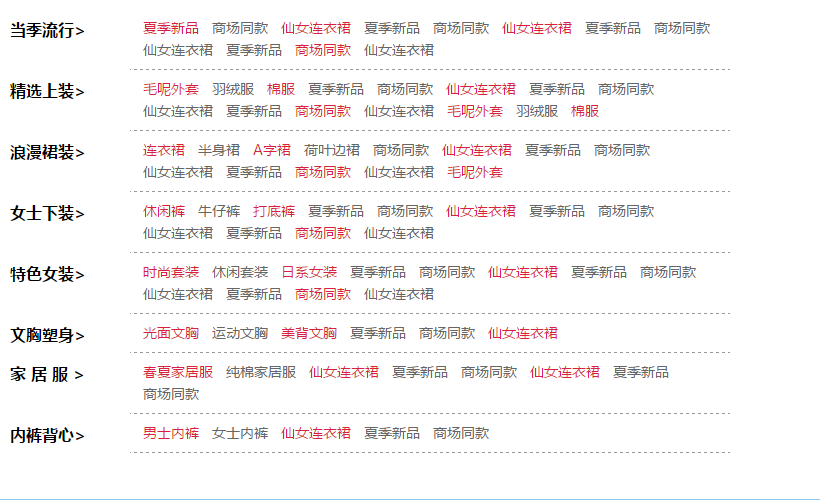 当季流行> 夏季新品 商场同款 仙女连衣裙 夏季新品 商场同款 仙女连衣裙 夏季新品 商场同款
仙女连衣裙 夏季新品 商场同款 仙女连衣裙
精选上装> 毛呢外套 羽绒服 棉服 夏季新品 商场同款 仙女连衣裙 夏季新品 商场同款
仙女连衣裙 夏季新品 商场同款 仙女连衣裙 毛呢外套 羽绒服 棉服
浪漫裙装> 连衣裙 半身裙 A字裙 荷叶边裙 商场同款 仙女连衣裙 夏季新品 商场同款
仙女连衣裙 夏季新品 商场同款 仙女连衣裙 毛呢外套
女士下装> 休闲裤 牛仔裤 打底裤 夏季新品 商场同款 仙女连衣裙 夏季新品 商场同款
仙女连衣裙 夏季新品 商场同款 仙女连衣裙
特色女装> 时尚套装 休闲套装 日系女装 夏季新品 商场同款 仙女连衣裙 夏季新品 商场同款
仙女连衣裙 夏季新品 商场同款 仙女连衣裙
文胸塑身> 光面文胸 运动文胸 美背文胸 夏季新品 商场同款 仙女连衣裙
家 居 服 > 春夏家居服 纯棉家居服 仙女连衣裙 夏季新品 商场同款 仙女连衣裙 夏季新品
商场同款
内裤背心> 男士内裤 女士内裤 仙女连衣裙 夏季新品 商场同款